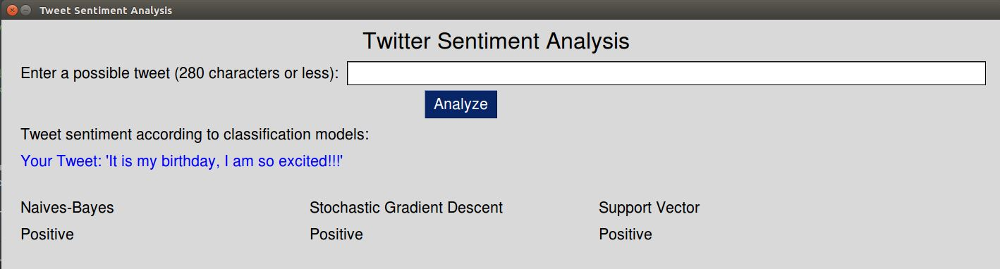 Tweet Sentiment Analysis
Twitter Sentiment Analysis
Enter a possible tweet (280 characters or less):
Analyze
Tweet sentiment according to classification models:
Your Tweet: 'It is my birthday, I am so excited!!!'
Naives-Bayes Stochastic Gradient Descent Support Vector
Positive Positive Positive